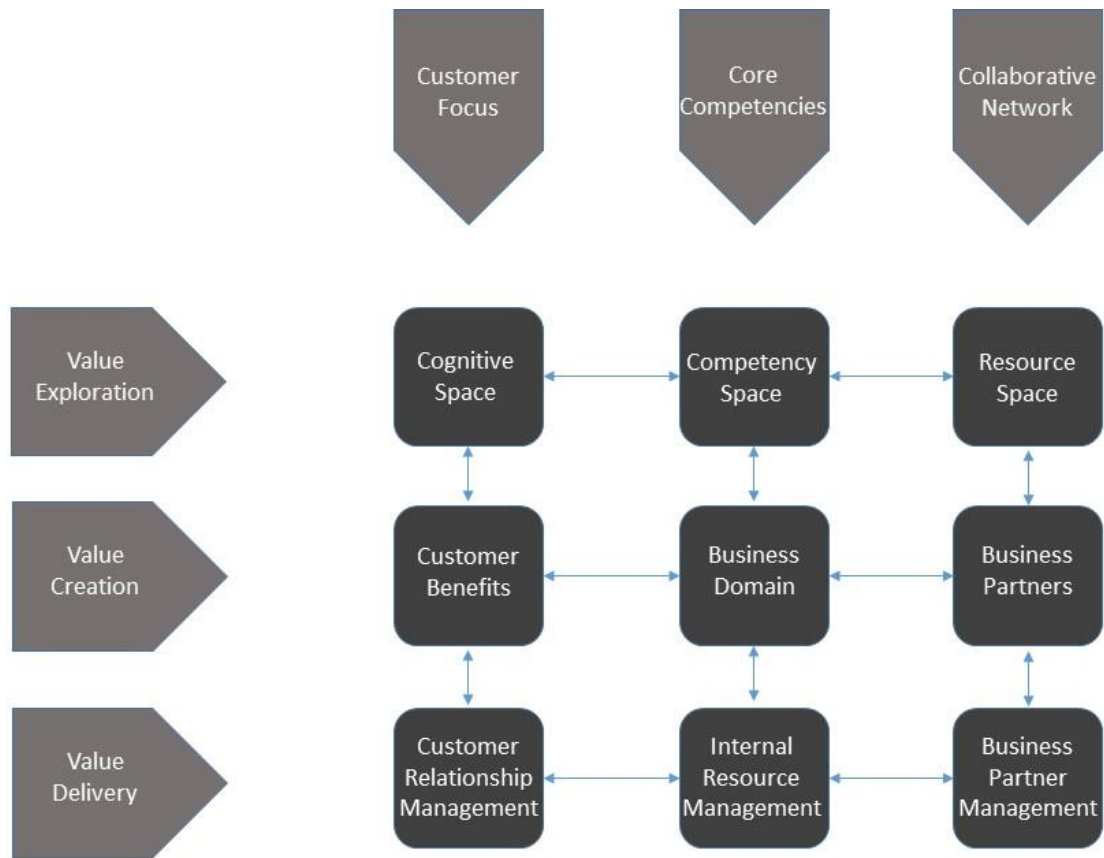 Customer
Focus
Core
Competencies
Collaborative
Network
Value
Exploration
Cognitive
Space
Competency
Space
Resource
Space
Value
Creation
Customer
Benefits
Business
Domain
Business
Partners
Value
Delivery
Customer
Relationship
Management
Internal
Resource
Management
Business
Partner
Management